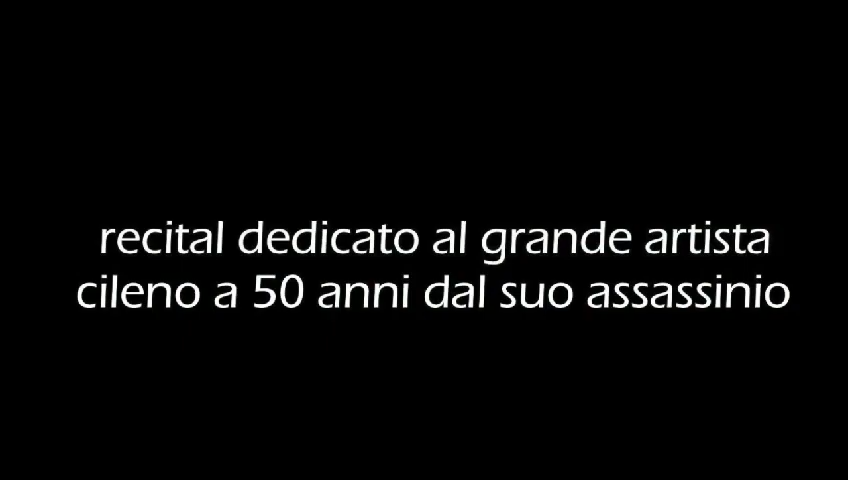 recital dedicato al grande artista
cileno a 50 anni dal suo assassinio